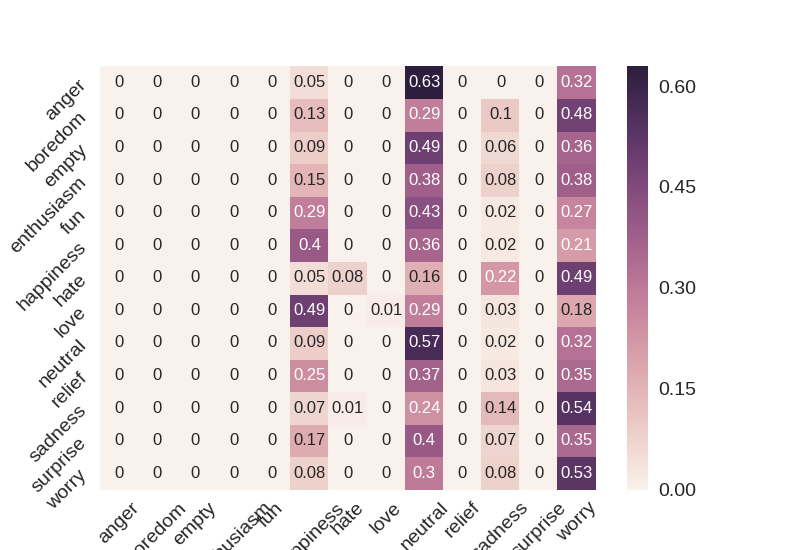 anger 0 0 0 0 0 0.05 0 0 0.63 0 0 0 0.32
boredom 0 0 0 0 0 0.13 0 0 0.29 0 0.1 0 0.48
empty 0 0 0 0 0 0.09 0 0 0.49 0 0.06 0 0.36
enthusiasm 0 0 0 0 0 0.15 0 0 0.38 0 0.08 0 0.38
fun 0 0 0 0 0 0.29 0 0 0.43 0 0.02 0 0.27
happiness 0 0 0 0 0 0.4 0 0 0.36 0 0.02 0 0.21
hate 0 0 0 0 0 0.05 0.08 0 0.16 0 0.22 0 0.49
love 0 0 0 0 0 0.49 0 0.01 0.29 0 0.03 0 0.18
neutral 0 0 0 0 0 0.09 0 0 0.57 0 0.02 0 0.32
relief 0 0 0 0 0 0.25 0 0 0.37 0 0.03 0 0.35
sadness 0 0 0 0 0 0.07 0.01 0 0.24 0 0.14 0 0.54
surprise 0 0 0 0 0 0.17 0 0 0.4 0 0.07 0 0.35
worry 0 0 0 0 0 0.08 0 0 0.3 0 0.08 0 0.53
anger oredom empty husiasm fun ppiness hate love neutral relief sadness surprise worry
0.60
0.45
0.30
0.15
0.00